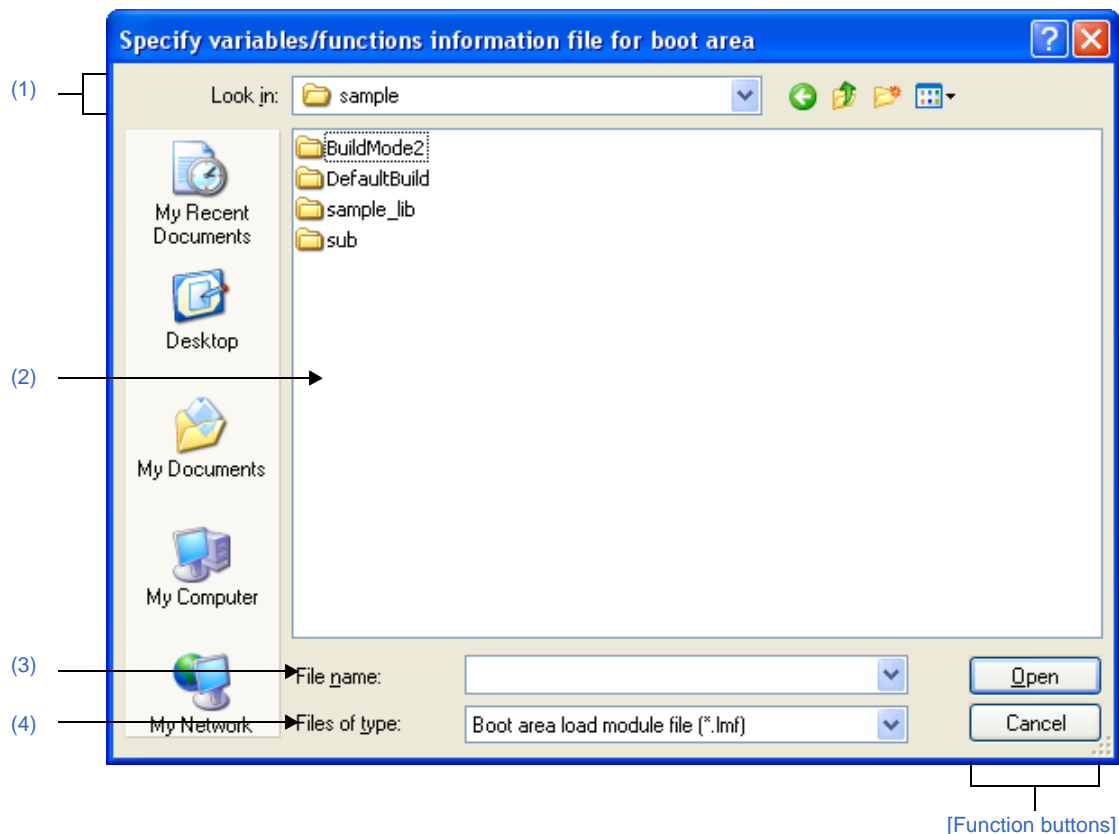 Specify variables/functions information file for boot area
(1)
Look in:
sample
BuildMode2
DefaultBuild
sample_lib
sub
My Recent
Documents
Desktop
(2)
My Documents
My Computer
(3)
File name:
Open
(4)
My Network
Files of type:
Boot area load module file (*.lmf)
Cancel
[Function buttons]